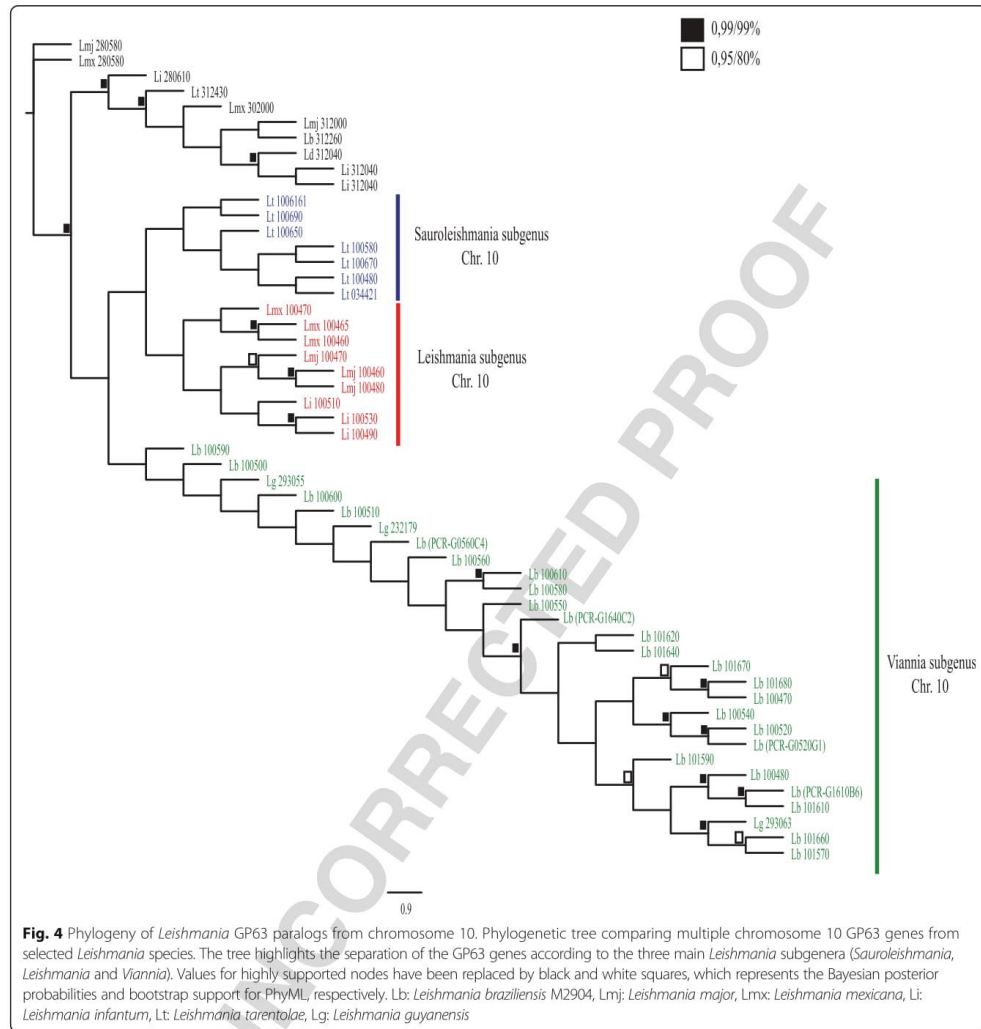 0,99/99%
0,95/80%
Lmj 280580
Lmx 280580
Li 280610
Lt 312430
Lmx 302000
Lmj 312000
Lb 312260
Ld 312040
Li 312040
Li 312040
Lt 1006161
Lt 100690
Lt 100650
Lt 100580
Lt 100670
Lt 100480
Lt 034421
Sauroleishmania subgenus
Chr. 10
Lmx 100470
Lmx 100465
Lmx 100460
Lmj 100470
Lmj 100460
Lmj 100480
Li 100510
Li 100530
Li 100490
Leishmania subgenus
Chr. 10
Lb 100590
Lb 100500
Lg 293055
Lb 100600
Lb 100510
Lg 232179
Lb (PCR-G0560C4)
Lb 100560
Lb 100610
Lb 100580
Lb 100550
Lb (PCR-G1640C2)
Lb 101620
Lb 101640
Lb 101670
Lb 101680
Lb 100470
Lb 100540
Lb 100520
Lb (PCR-G0520G1)
Lb 101590
Lb 100480
Lb (PCR-G1610B6)
Lb 101610
Lg 293063
Lb 101660
Lb 101570
Viannia subgenus
Chr. 10
0.9
UNCORRECTED PROOF
Fig. 4 Phylogeny of Leishmania GP63 paralogs from chromosome 10. Phylogenetic tree comparing multiple chromosome 10 GP63 genes from
selected Leishmania species. The tree highlights the separation of the GP63 genes according to the three main Leishmania subgenera (Sauroleishmania,
Leishmania and Viannia). Values for highly supported nodes have been replaced by black and white squares, which represents the Bayesian posterior
probabilities and bootstrap support for PhyML, respectively. Lb: Leishmania braziliensis M2904, Lmj: Leishmania major, Lmx: Leishmania mexicana, Li:
Leishmania infantum, Lt: Leishmania tarentolae, Lg: Leishmania guyanensis